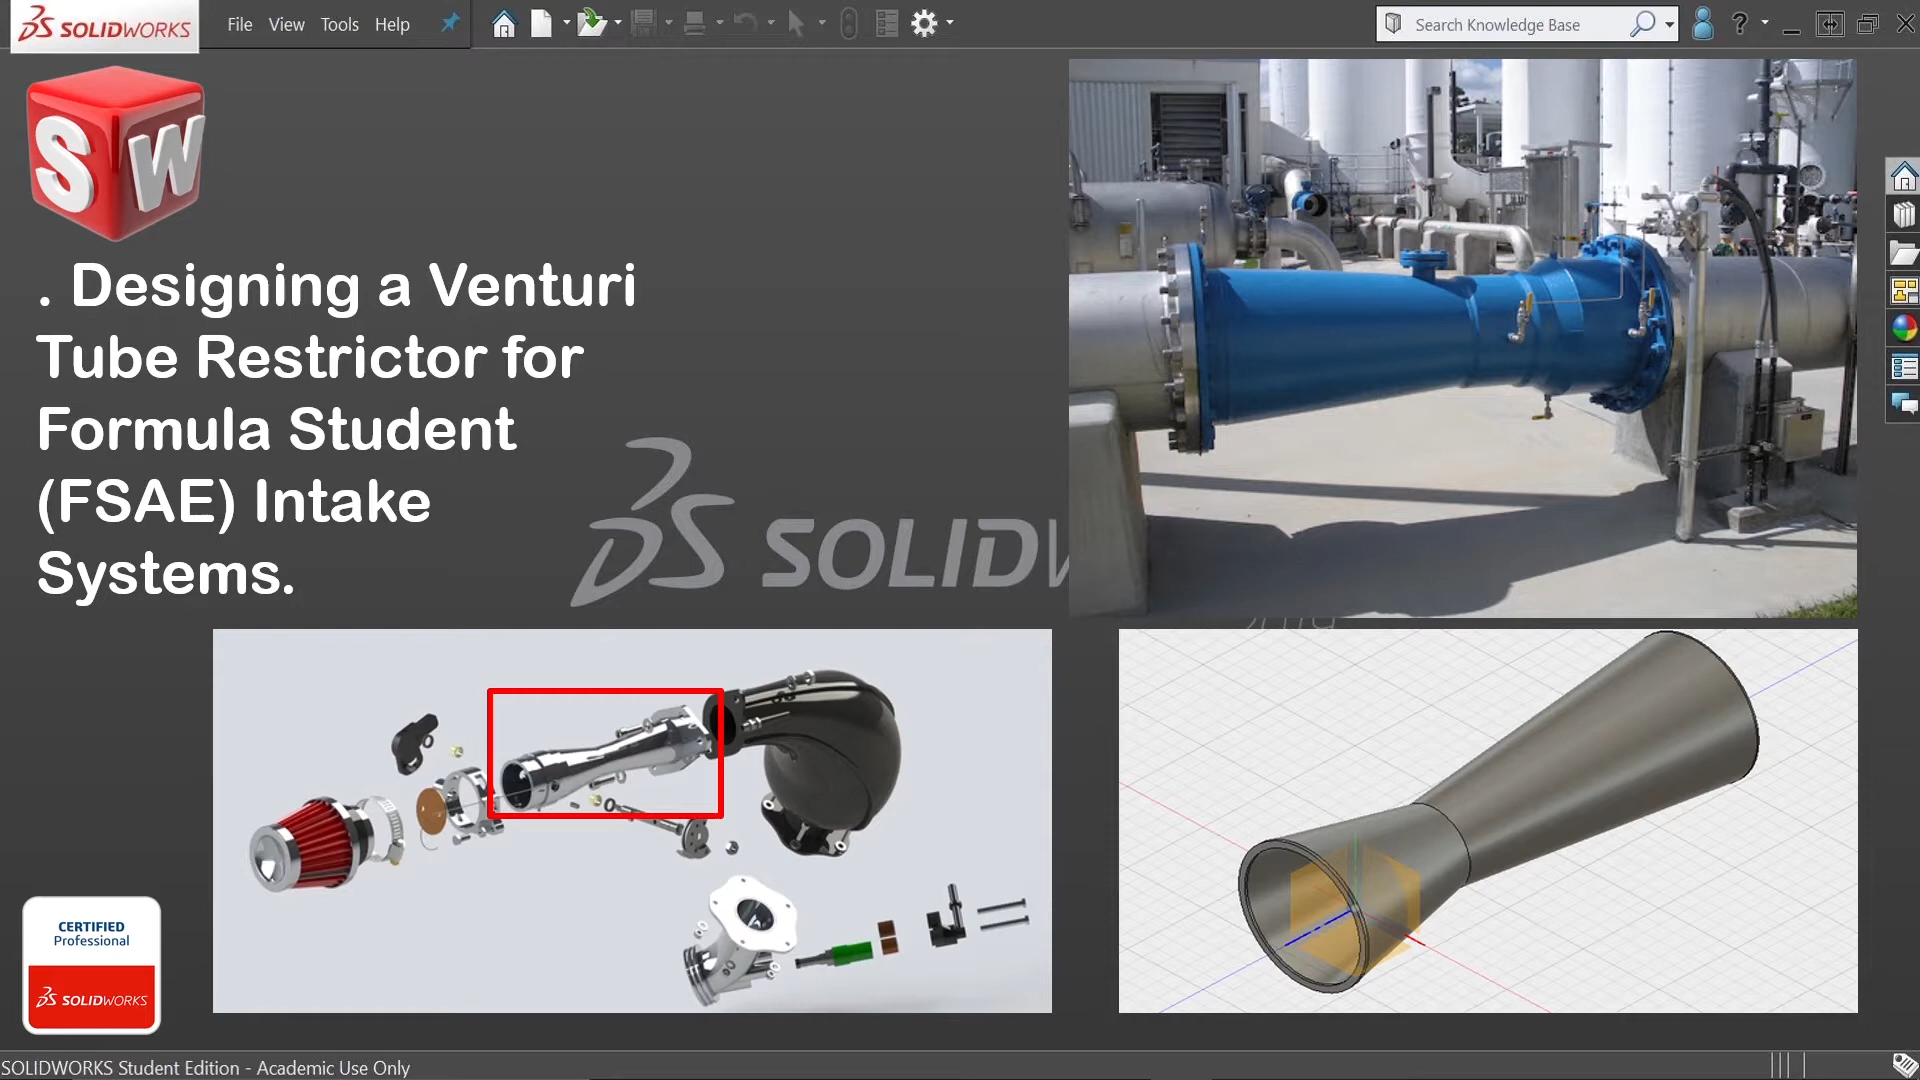 SOLIDWORKS
File View Tools Help
Search Knowledge Base
?
SW
. Designing a Venturi
Tube Restrictor for
Formula Student
(FSAE) Intake
Systems.
SOLIDW
CERTIFIED
Professional
SOLIDWORKS
SOLIDWORKS Student Edition - Academic Use Only